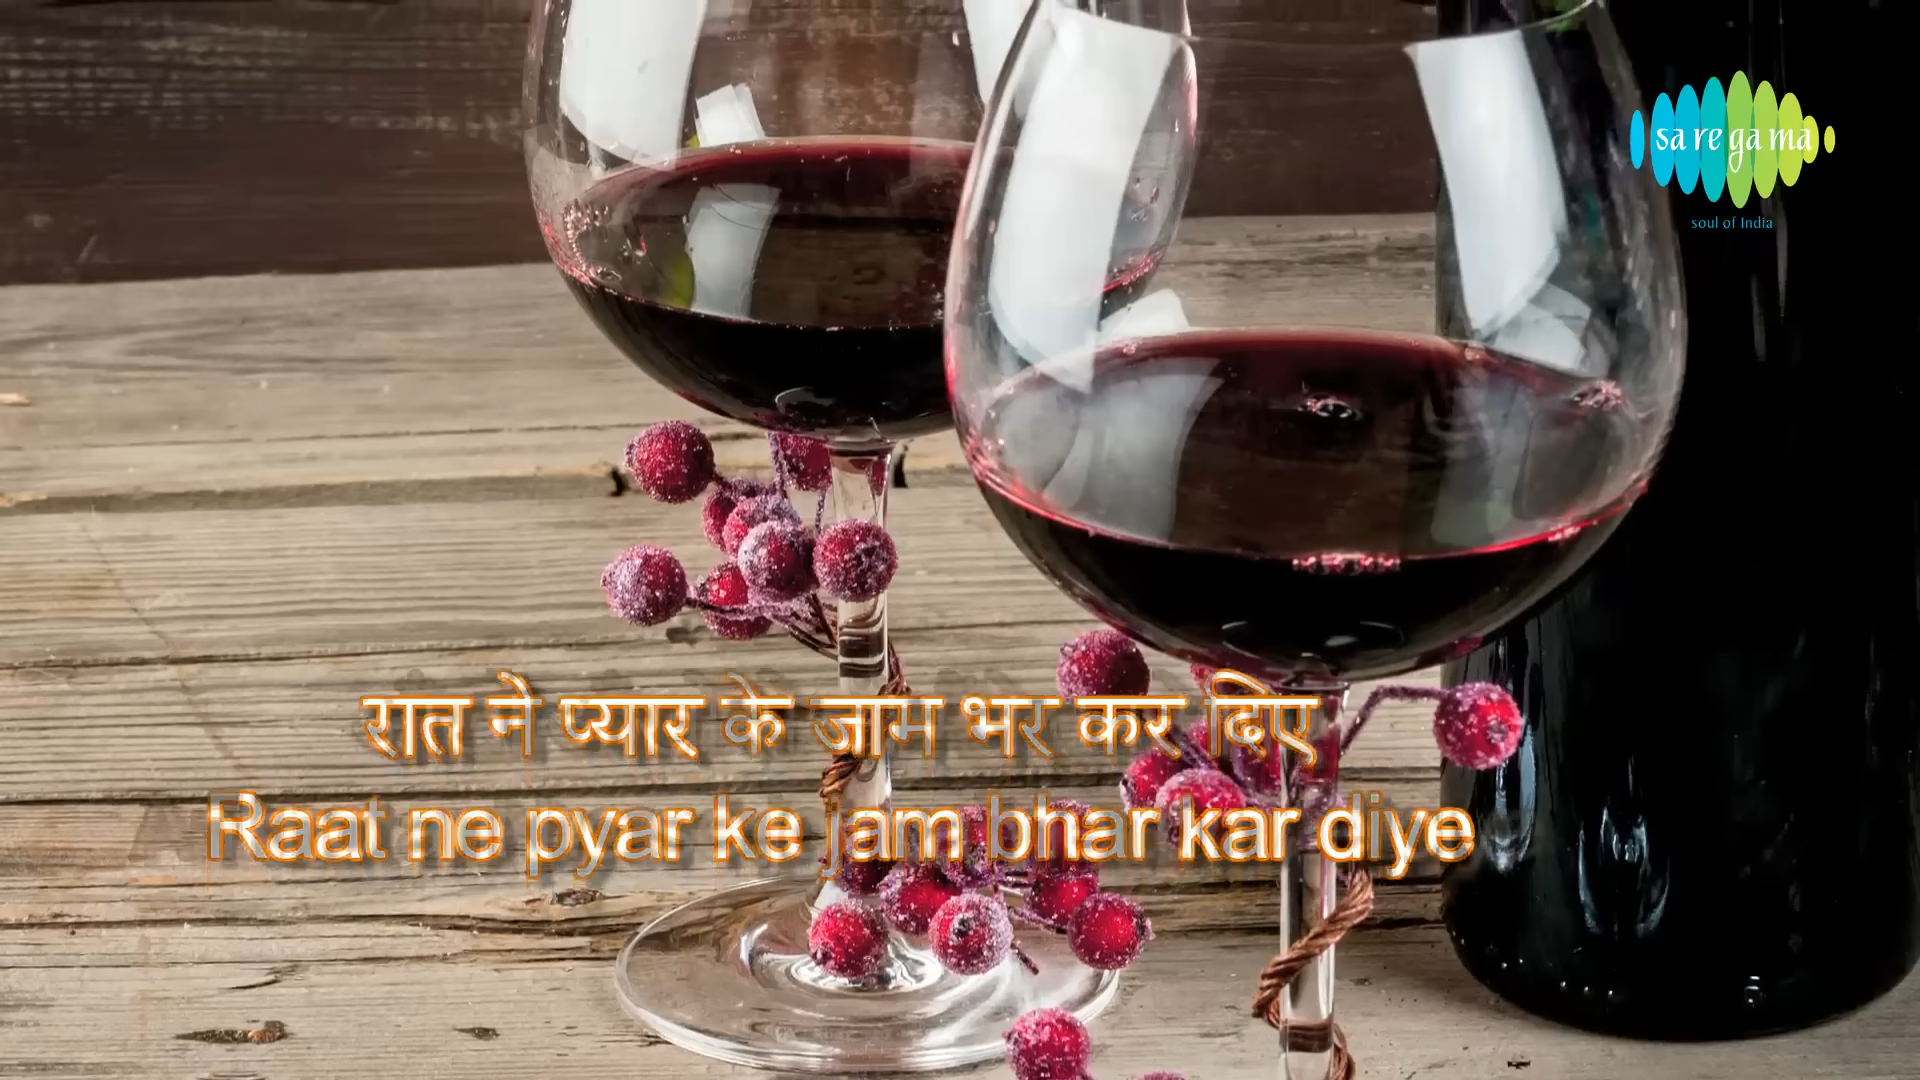 sa re ga ma
soul of India
रात ने प्यार के जाम भर कर दिए
Raat ne pyar ke jam bhar kar diye